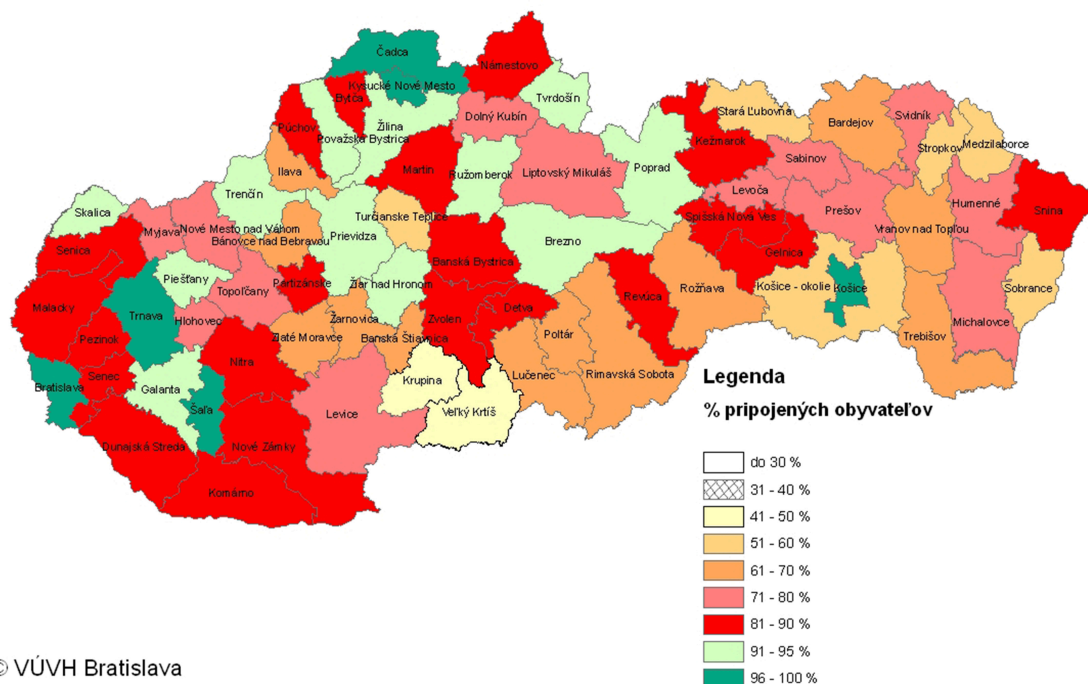 Čadca
Námestovo
Kysucké Nové Mesto
Bytča
Tvrdošín
Dolný Kubín
Stará Ľubovňa
Bardejov
Svidník
Púchov
Žilina
Považská Bystrica
Kežmarok
Stropkov
Medzilaborce
Ilava
Martin
Ružomberok
Liptovský Mikuláš
Poprad
Sabinov
Levoča
Trenčín
Skalica
Turčianske Teplice
Prešov
Humenné
Snina
Myjava
Nové Mesto nad Váhom
Bánovce nad Bebravou
Prievidza
Brezno
Spišská Nová Ves
Vranov nad Topľou
Senica
Banská Bystrica
Gelnica
Piešťany
Partizánske
Žiar nad Hronom
Revúca
Rožňava
Košice - okolie
Košice
Sobrance
Malacky
Trnava
Topoľčany
Hlohovec
Žarnovica
Zvolen
Detva
Michalovce
Pezinok
Zlaté Moravce
Banská Štiavnica
Poltár
Trebišov
Nitra
Bratislava
Senec
Galanta
Šaľa
Krupina
Lučenec
Rimavská Sobota
Levice
Veľký Krtíš
Dunajská Streda
Nové Zámky
Komárno
Legenda
% pripojených obyvateľov
do 30 %
31 - 40 %
41 - 50 %
51 - 60 %
61 - 70 %
71 - 80 %
81 - 90 %
91 - 95 %
96 - 100 %
© VÚVH Bratislava